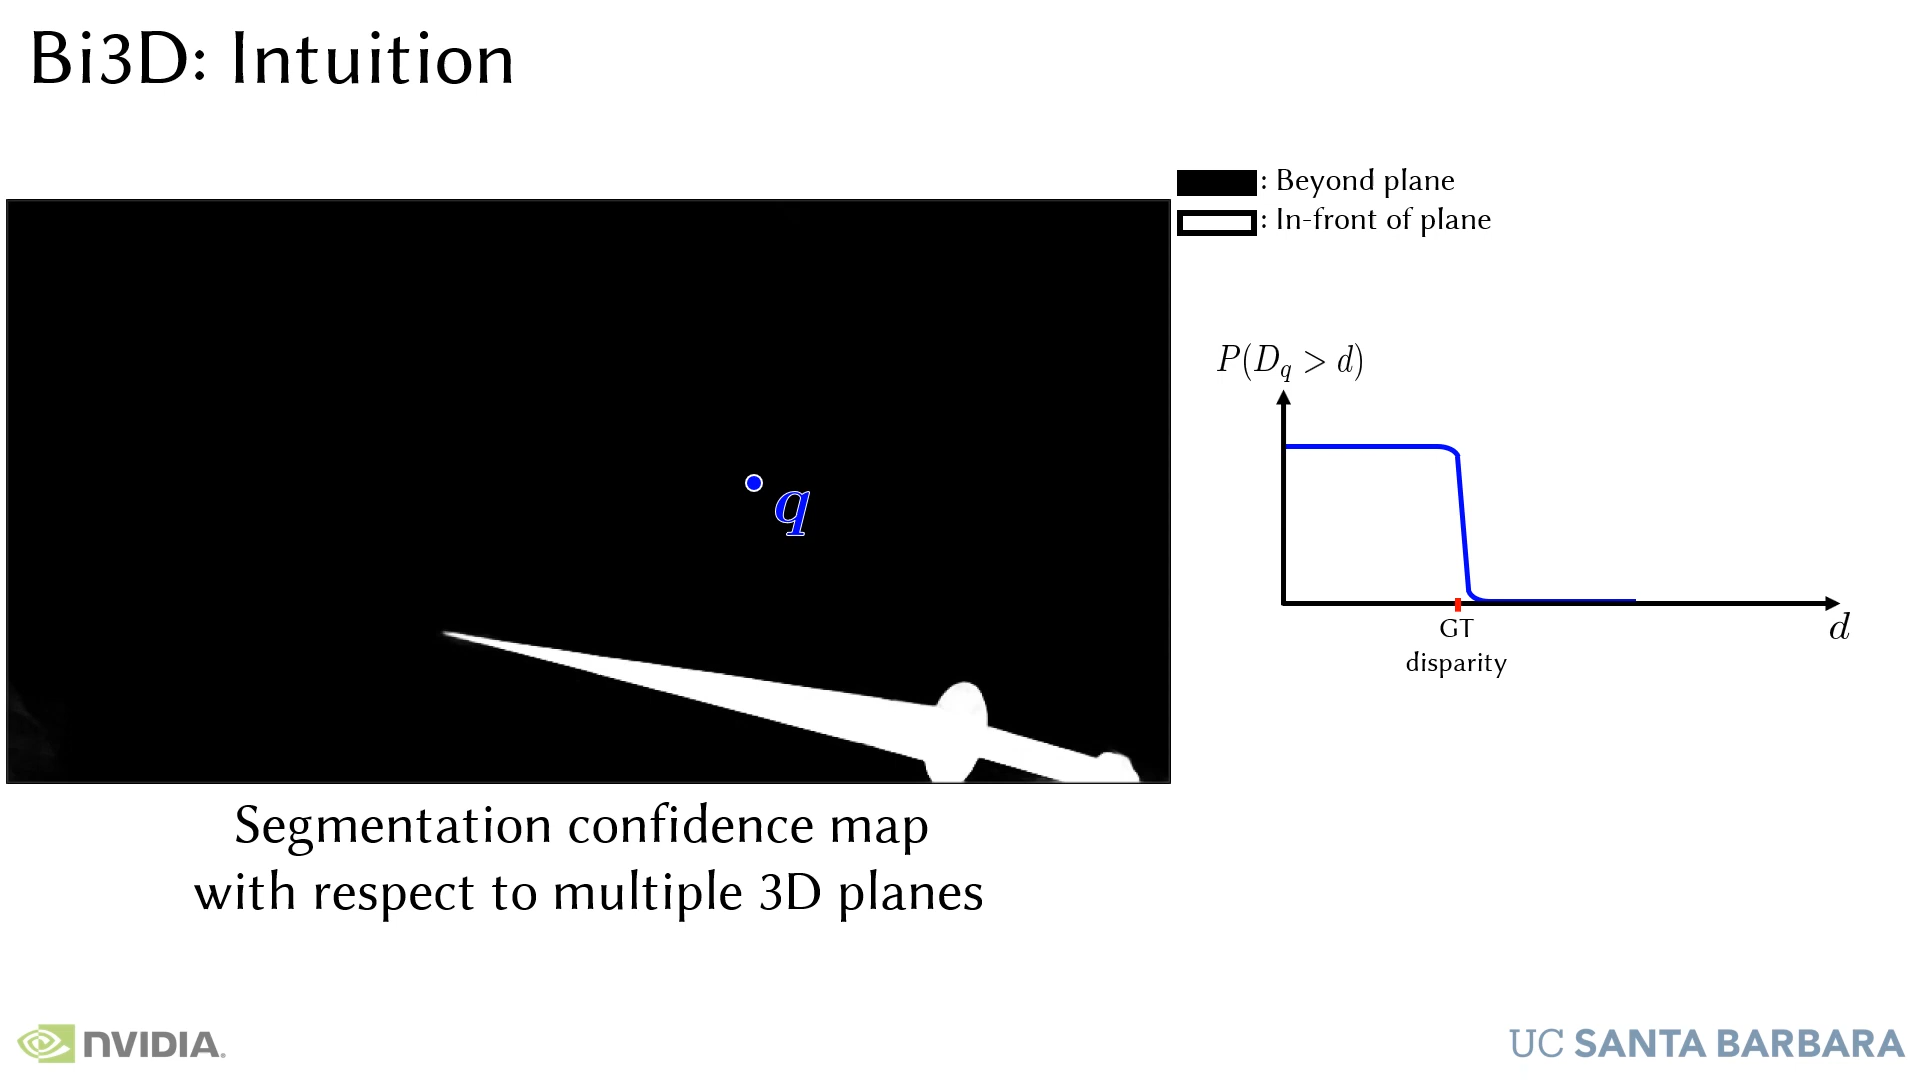 Bi3D: Intuition
: Beyond plane
: In-front of plane
P(D_q > d)
q
d
GT
disparity
Segmentation confidence map
with respect to multiple 3D planes
NVIDIA.
UC SANTA BARBARA